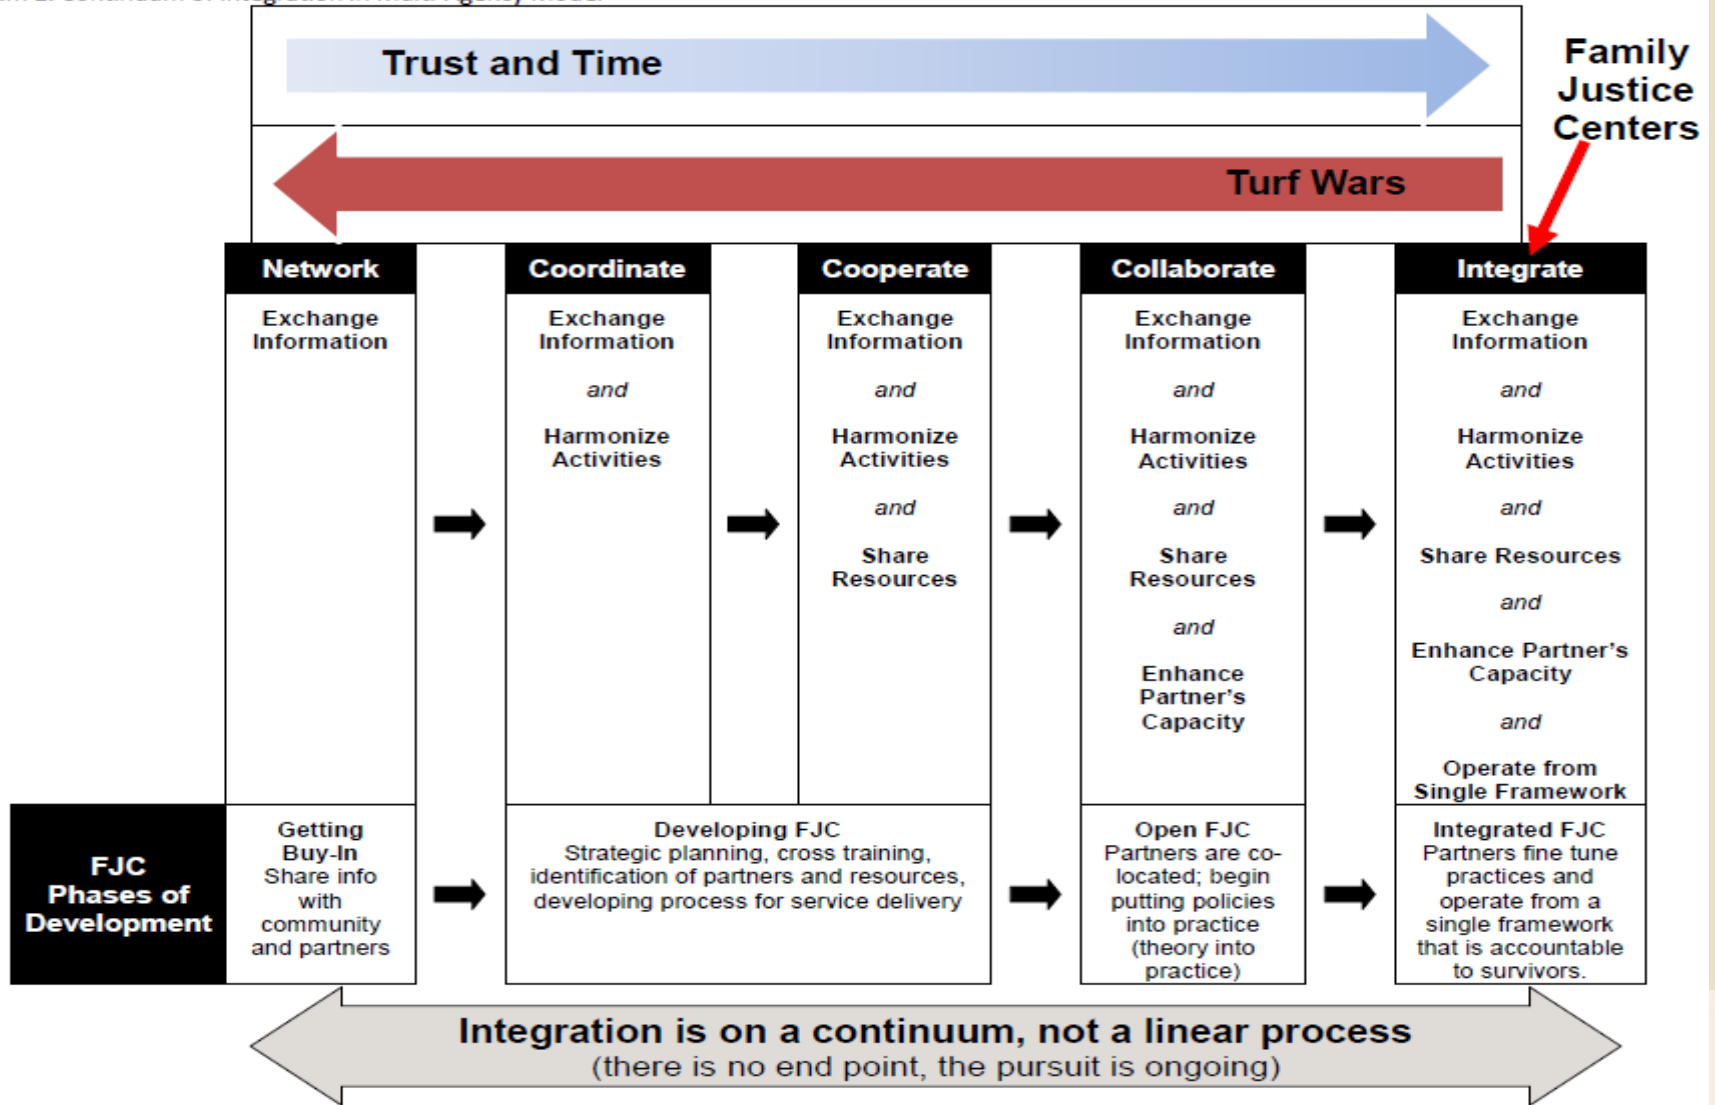 Trust and Time
Family
Justice
Centers
Turf Wars
Network
Coordinate
Cooperate
Collaborate
Integrate
Exchange
Information
Exchange
Information
and
Harmonize
Activities
Exchange
Information
and
Harmonize
Activities
and
Share
Resources
Exchange
Information
and
Harmonize
Activities
and
Share
Resources
and
Enhance
Partner's
Capacity
Exchange
Information
and
Harmonize
Activities
and
Share Resources
and
Enhance Partner's
Capacity
and
Operate from
Single Framework
FJC
Phases of
Development
Getting
Buy-In
Share info
with
community
and partners
Developing FJC
Strategic planning, cross training,
identification of partners and resources,
developing process for service delivery
Open FJC
Partners are co-
located; begin
putting policies
into practice
(theory into
practice)
Integrated FJC
Partners fine tune
practices and
operate from a
single framework
that is accountable
to survivors.
Integration is on a continuum, not a linear process
(there is no end point, the pursuit is ongoing)